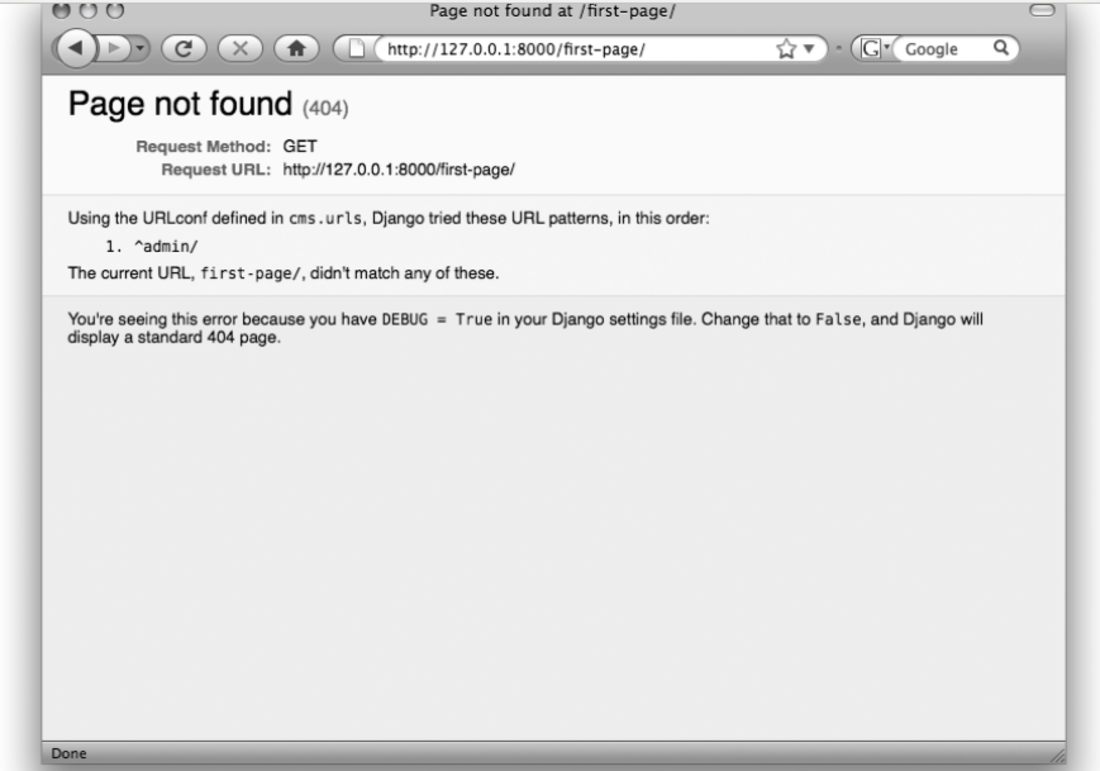 Page not found at /first-page/
http://127.0.0.1:8000/first-page/
G
Google
Page not found (404)
Request Method: GET
Request URL: http://127.0.0.1:8000/first-page/
Using the URLconf defined in cms.urls, Django tried these URL patterns, in this order:
1. ^admin/
The current URL, first-page/, didn't match any of these.
You're seeing this error because you have DEBUG = True in your Django settings file. Change that to False, and Django will
display a standard 404 page.
Done